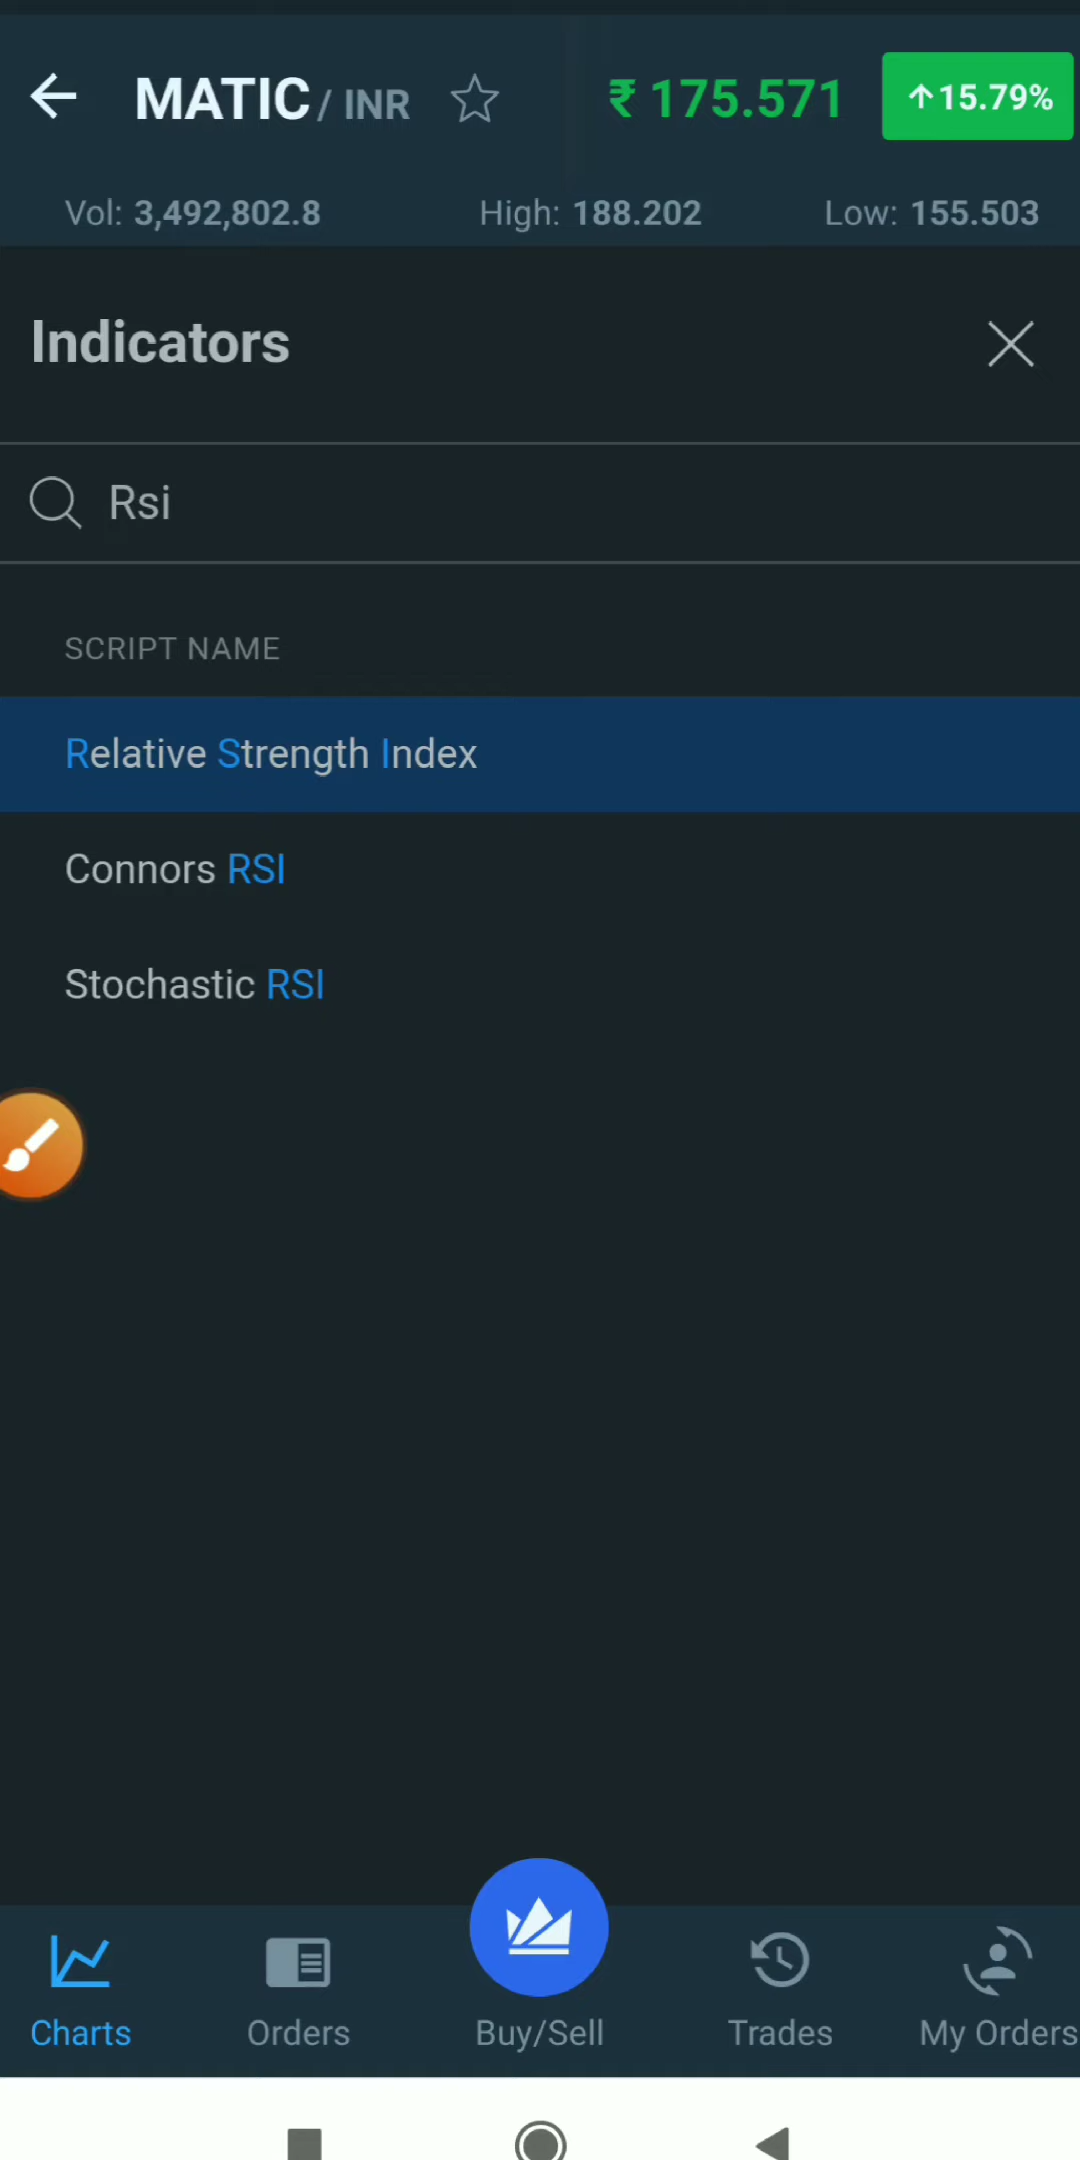 MATIC / INR ₹ 175.571 ↑15.79%
Vol: 3,492,802.8 High: 188.202 Low: 155.503
Indicators
Rsi
SCRIPT NAME
Relative Strength Index
Connors RSI
Stochastic RSI
Charts Orders Buy/Sell Trades My Orders